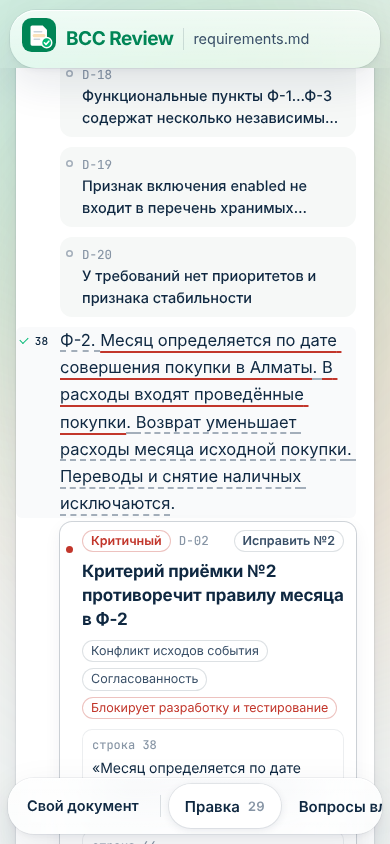 BCC Review
requirements.md
D-18
Функциональные пункты Ф-1…Ф-3
содержат несколько независимы…
D-19
Признак включения enabled не
входит в перечень хранимых…
D-20
У требований нет приоритетов и
признака стабильности
38
Ф-2. Месяц определяется по дате
совершения покупки в Алматы. В
расходы входят проведённые
покупки. Возврат уменьшает
расходы месяца исходной покупки.
Переводы и снятие наличных
исключаются.
Критичный D-02 Исправить №2
Критерий приёмки №2
противоречит правилу месяца
в Ф-2
Конфликт исходов события
Согласованность
Блокирует разработку и тестирование
строка 38
«Месяц определяется по дате
Свой документ
Правка 29
Вопросы вл